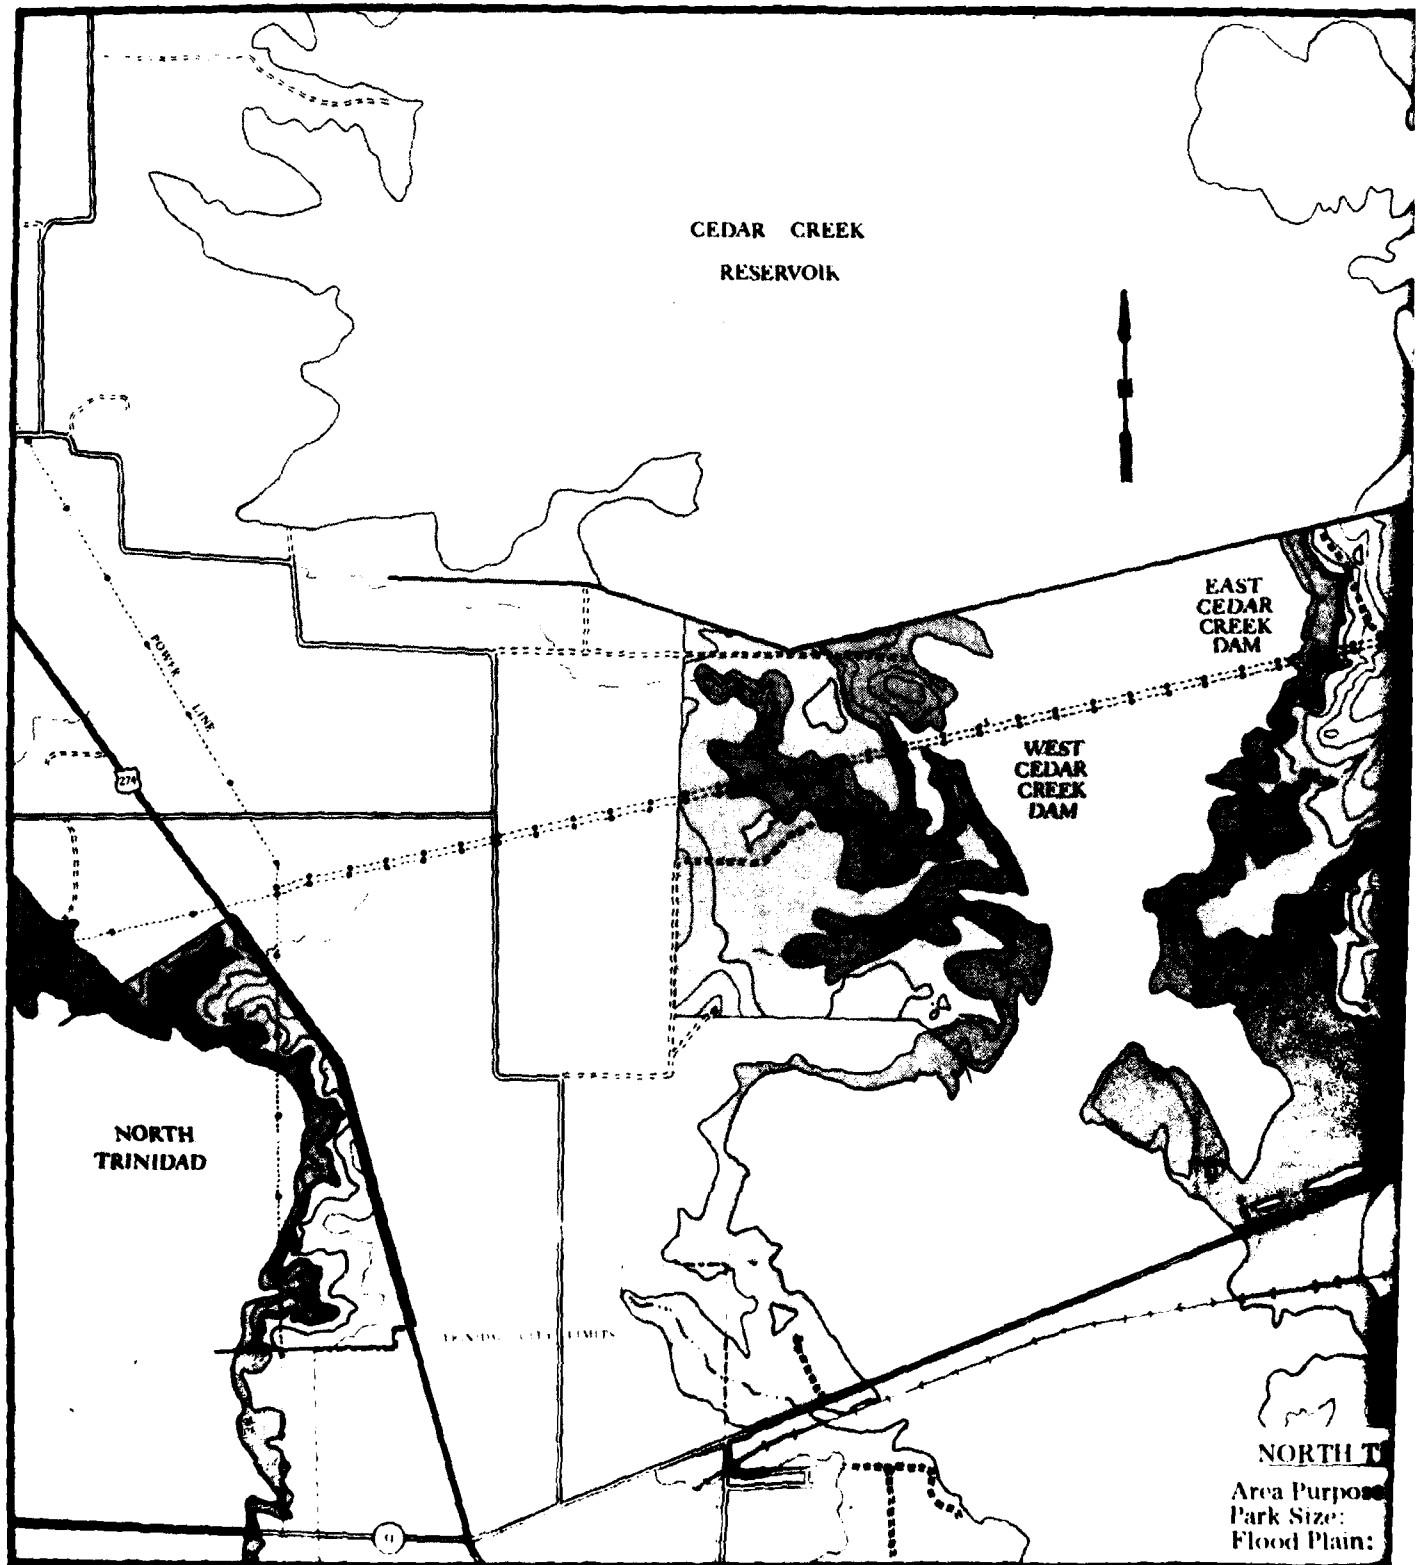 CEDAR CREEK
RESERVOIR
EAST
CEDAR
CREEK
DAM
POWER
LINE
WEST
CEDAR
CREEK
DAM
274
NORTH
TRINIDAD
LIMITS
NORTH T
Area Purpose
Park Size:
Flood Plain: